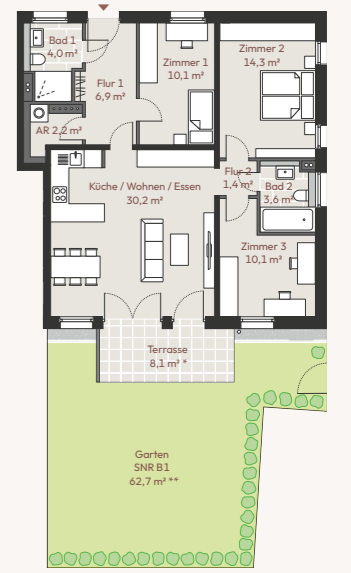 Bad 1
4,0 m²
Zimmer 1
10,1 m²
Zimmer 2
14,3 m²
Flur 1
6,9 m²
AR 2,2 m²
Küche / Wohnen / Essen
30,2 m²
Flur 2
1,4 m²
Bad 2
3,6 m²
Zimmer 3
10,1 m²
Terrasse
8,1 m² *
Garten
SNR B1
62,7 m² **